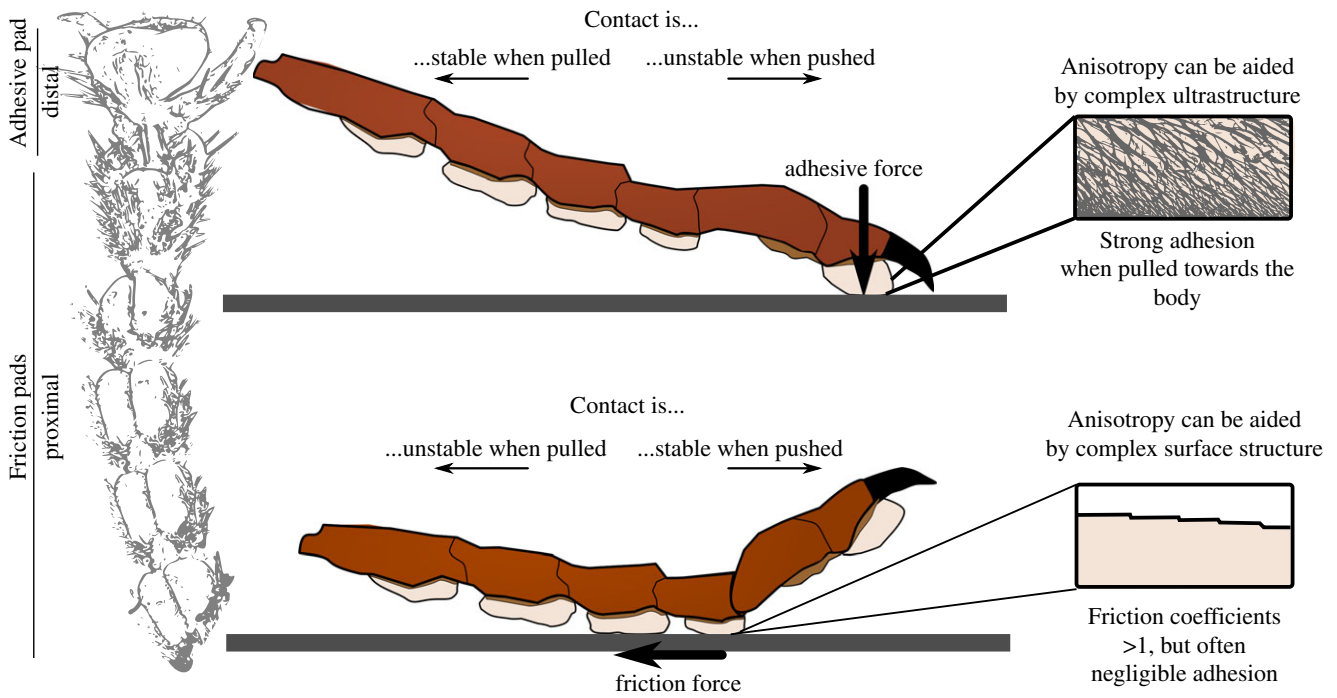 Adhesive pad
distal
Friction pads
proximal
Contact is...
...stable when pulled
...unstable when pushed
adhesive force
Anisotropy can be aided
by complex ultrastructure
Strong adhesion
when pulled towards the
body
Contact is...
...unstable when pulled
...stable when pushed
friction force
Anisotropy can be aided
by complex surface structure
Friction coefficients
>1, but often
negligible adhesion